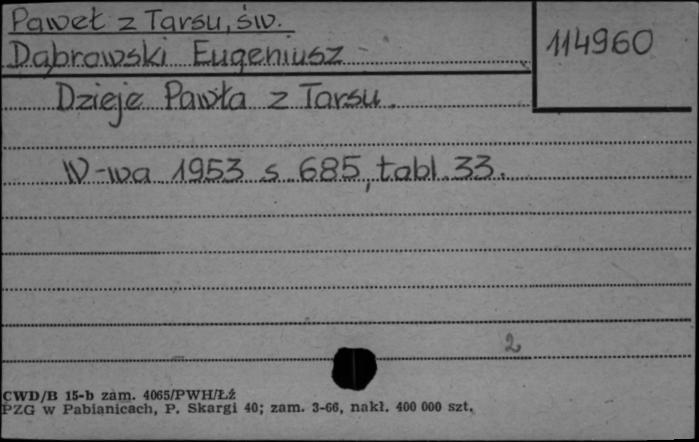 Paweł z Tarsu, św.
Dąbrowski Eugeniusz
114960
Dzieje Pawła z Tarsu.
W-wa 1953 s. 685, tabl. 33.
2
CWD/B 15-b zam. 4065/PWH/Łź
PZG w Pabianicach, P. Skargi 40; zam. 3-66, nakł. 400 000 szt.